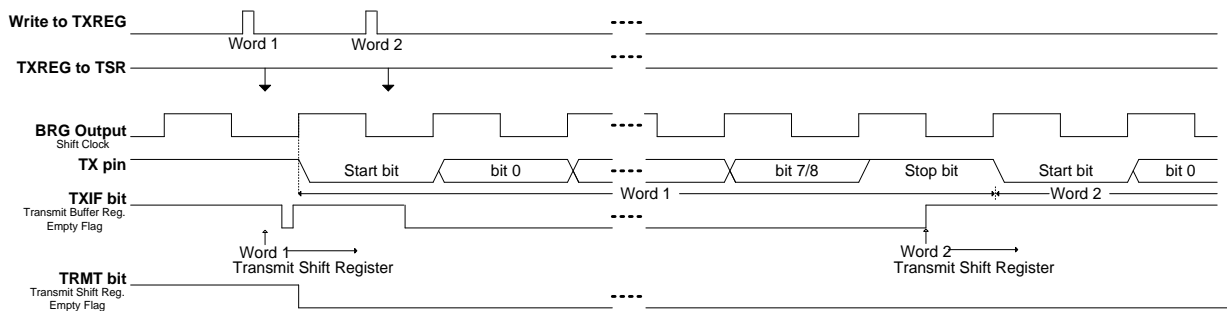 Write to TXREG
Word 1
Word 2
TXREG to TSR
BRG Output
Shift Clock
TX pin
Start bit
bit 0
bit 7/8
Stop bit
Start bit
bit 0
Word 1
Word 2
TXIF bit
Transmit Buffer Reg.
Empty Flag
Word 1
Transmit Shift Register
Word 2
Transmit Shift Register
TRMT bit
Transmit Shift Reg.
Empty Flag